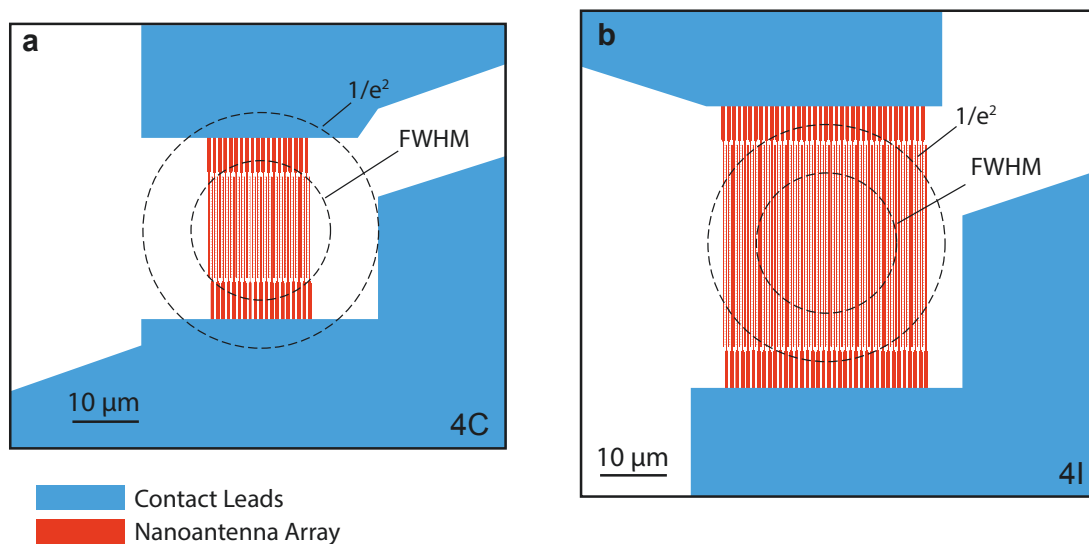 a
1/e²
FWHM
10 µm
4C
b
1/e²
FWHM
10 µm
4I
Contact Leads
Nanoantenna Array